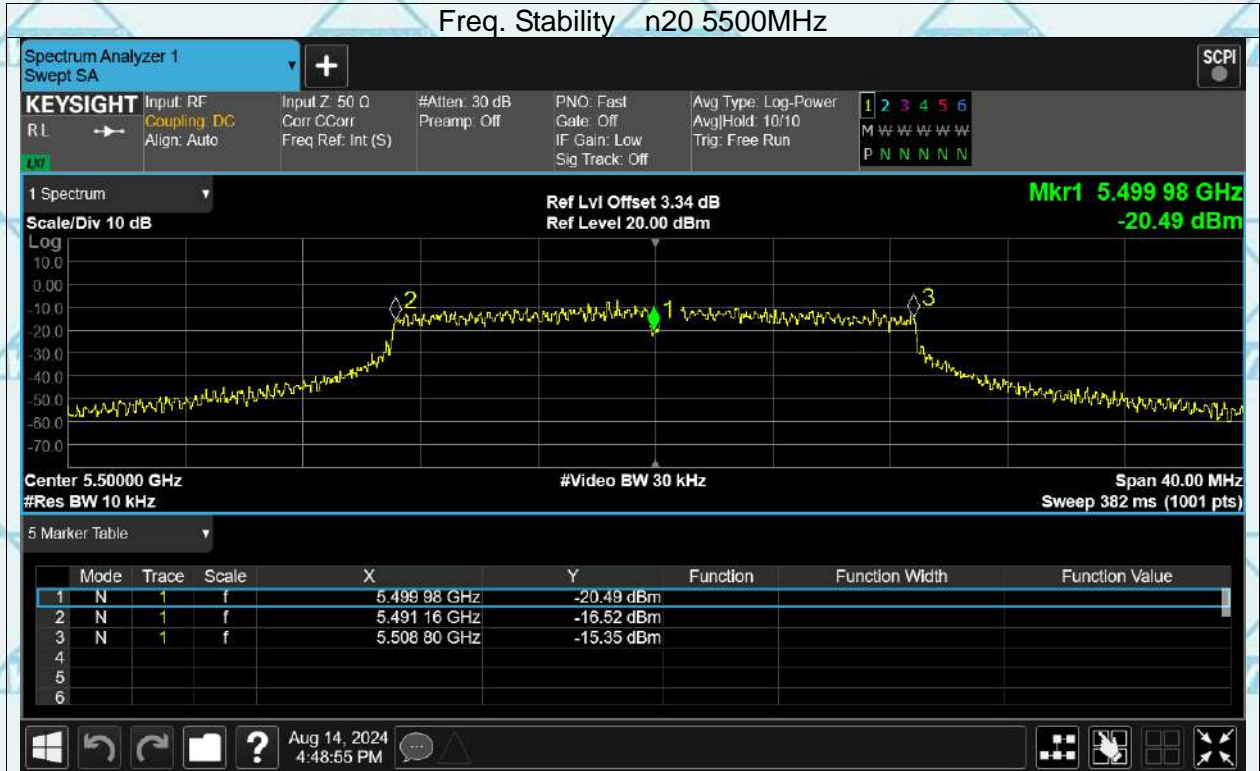 Freq. Stability n20 5500MHz
Spectrum Analyzer 1
Swept SA
+
SCPI
KEYSIGHT
RL
LXI
Input: RF
Coupling: DC
Align: Auto
Input Z: 50 Ω
Corr CCorr
Freq Ref: Int (S)
#Atten: 30 dB
Preamp: Off
PNO: Fast
Gate: Off
IF Gain: Low
Sig Track: Off
Avg Type: Log-Power
Avg|Hold: 10/10
Trig: Free Run
1 2 3 4 5 6
M W W W W W
P N N N N N
1 Spectrum
Scale/Div 10 dB
Ref Lvl Offset 3.34 dB
Ref Level 20.00 dBm
Mkr1 5.499 98 GHz
-20.49 dBm
Log
10.0
0.00
-10.0
-20.0
-30.0
-40.0
-50.0
-60.0
-70.0
2
1
3
Center 5.50000 GHz
#Res BW 10 kHz
#Video BW 30 kHz
Span 40.00 MHz
Sweep 382 ms (1001 pts)
5 Marker Table
Mode Trace Scale X Y Function Function Width Function Value
1 N 1 f 5.499 98 GHz -20.49 dBm
2 N 1 f 5.491 16 GHz -16.52 dBm
3 N 1 f 5.508 80 GHz -15.35 dBm
4
5
6
?
Aug 14, 2024
4:48:55 PM